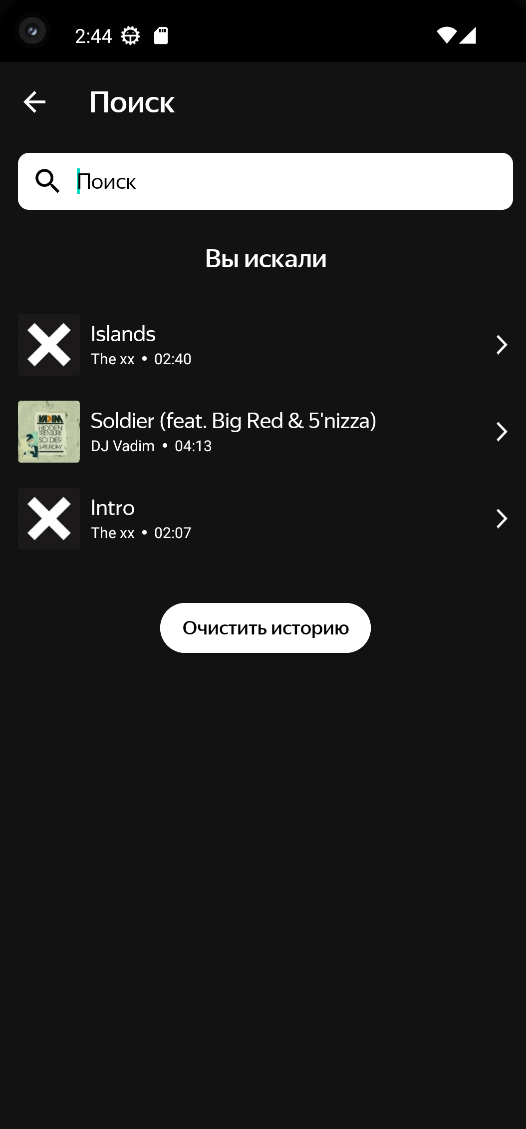 2:44
Поиск
Поиск
Вы искали
Islands
The xx • 02:40
Soldier (feat. Big Red & 5'nizza)
DJ Vadim • 04:13
Intro
The xx • 02:07
Очистить историю